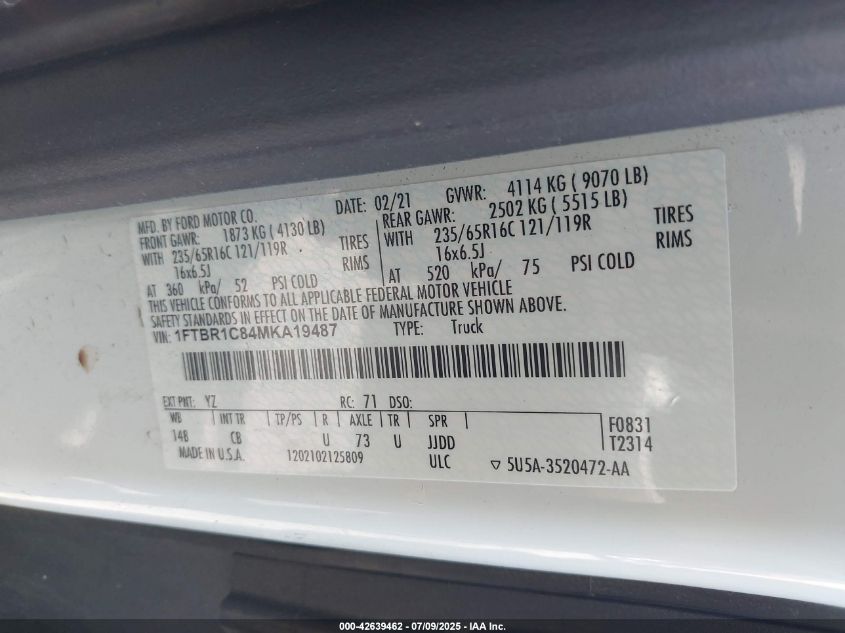 MFD. BY FORD MOTOR CO. DATE: 02/21 GVWR: 4114 KG ( 9070 LB)
FRONT GAWR: 1873 KG ( 4130 LB) REAR GAWR: 2502 KG ( 5515 LB)
WITH 235/65R16C 121/119R TIRES WITH 235/65R16C 121/119R TIRES
16x6.5J RIMS 16x6.5J RIMS
AT 360 kPa/ 52 PSI COLD AT 520 kPa/ 75 PSI COLD
THIS VEHICLE CONFORMS TO ALL APPLICABLE FEDERAL MOTOR VEHICLE
SAFETY STANDARDS IN EFFECT ON THE DATE OF MANUFACTURE SHOWN ABOVE.
VIN: 1FTBR1C84MKA19487 TYPE: Truck
EXT PNT: YZ RC: 71 DSO:
WB INT TR TP/PS R AXLE TR SPR F0831
14B CB U 73 U JJDD T2314
MADE IN U.S.A. 1202102125809 ULC ▽ 5U5A-3520472-AA
000-42639462 - 07/09/2025 - IAA Inc.